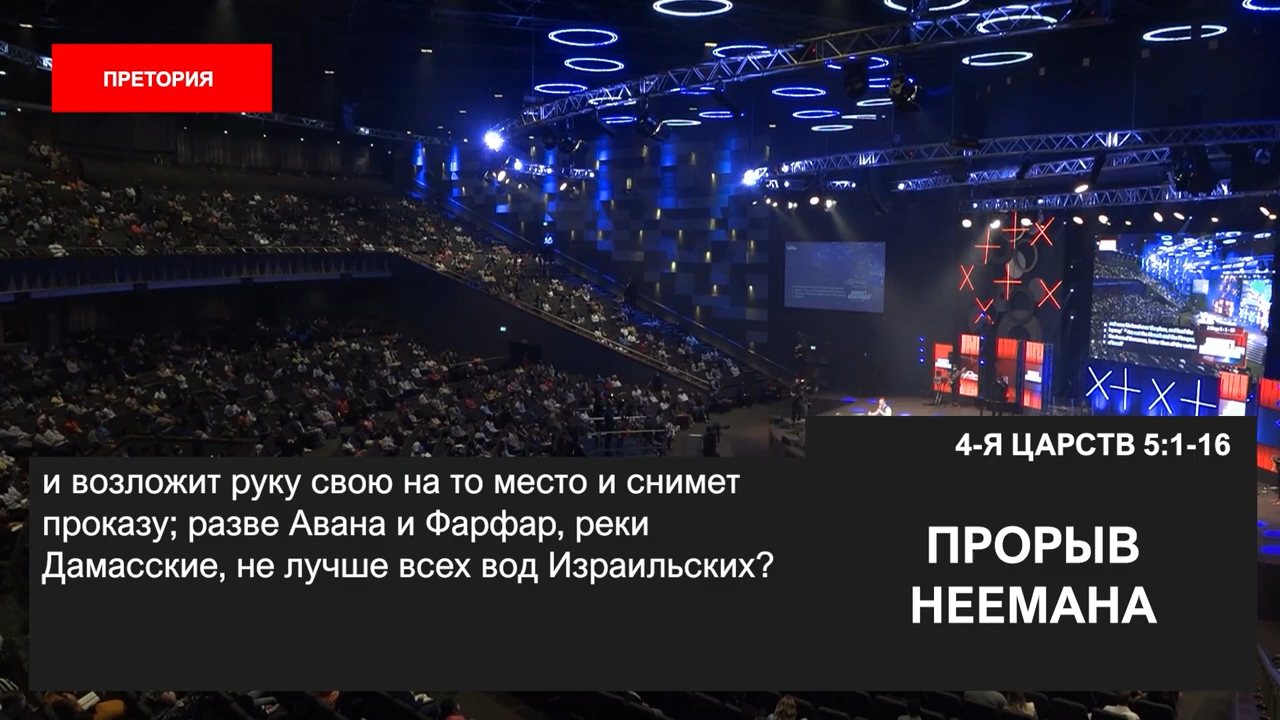 ПРЕТОРИЯ
4-Я ЦАРСТВ 5:1-16
и возложит руку свою на то место и снимет
проказу; разве Авана и Фарфар, реки
Дамасские, не лучше всех вод Израильских?
ПРОРЫВ
НЕЕМАНА